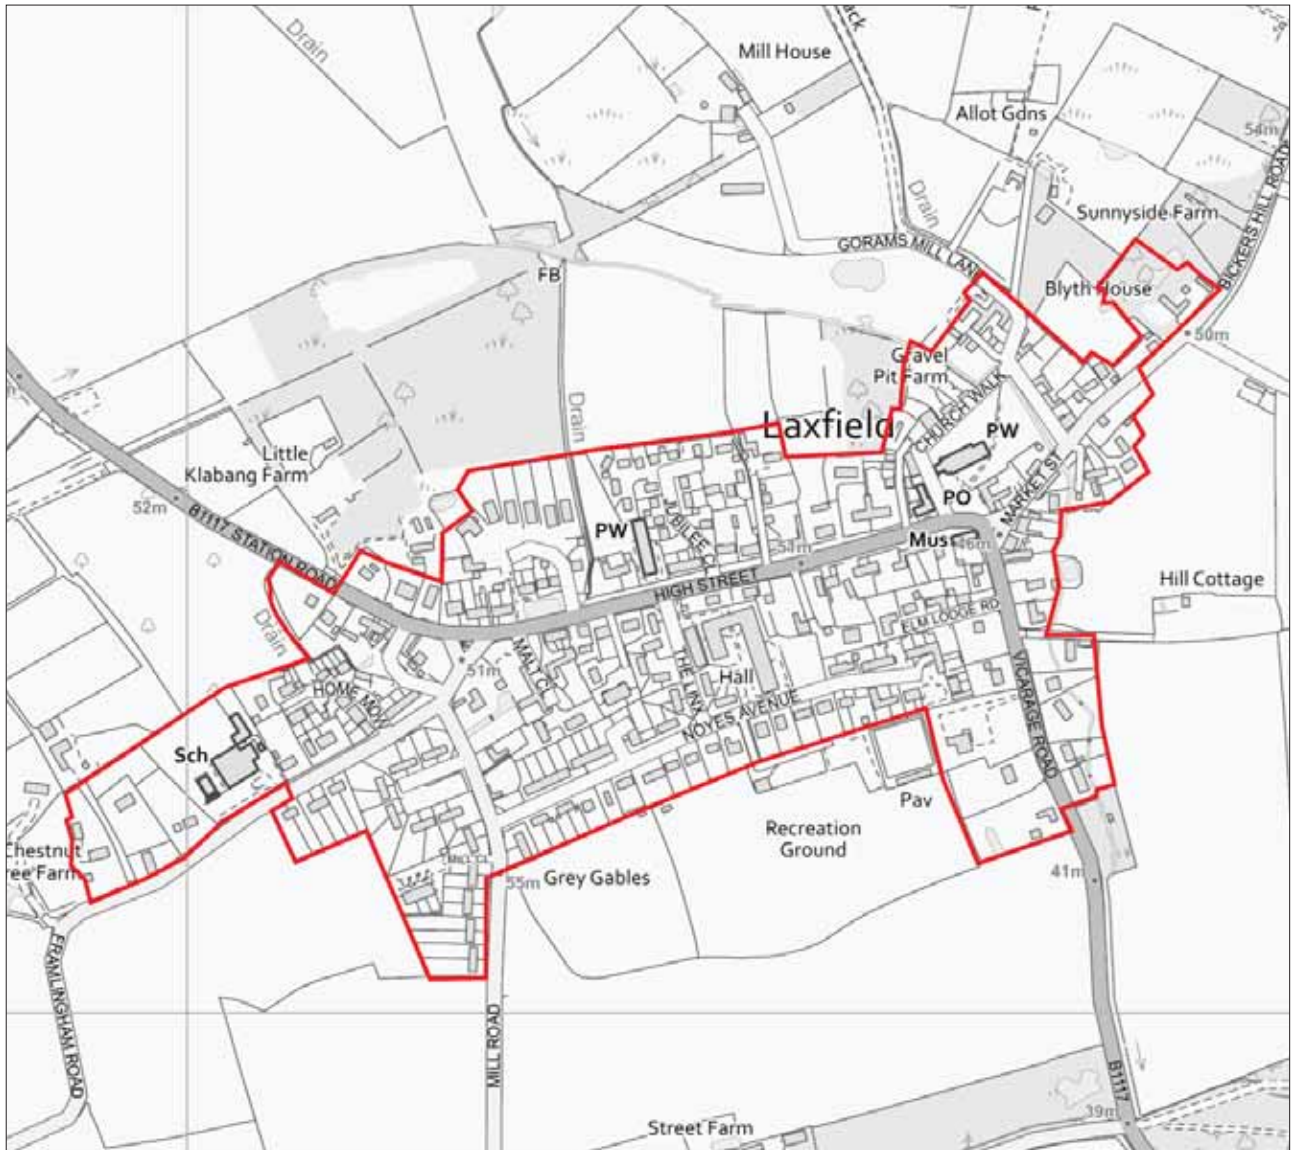 Drain
Mill House
Allot Gdns
54m
Drain
Sunnyside Farm
BICKERS HILL ROAD
GORAMS MILL LANE
FB
Blyth House
50m
Gravel
Pit Farm
CHURCH WALK
Laxfield
PW
Drain
Little
Klabang Farm
52m
B1117 STATION ROAD
PW
JUBILEE CL
PO
MARKET ST
Mus
46m
51m
HIGH STREET
Hill Cottage
ELM LODGE RD
Drain
MALT CL
51m
THE LINK
Hall
VICARAGE ROAD
HOME MDW
NOYES AVENUE
Sch
Pav
Recreation
Ground
Chestnut
ree Farm
MILL CL
55m
Grey Gables
41m
FRAMLINGHAM ROAD
MILL ROAD
B1117
39m
Street Farm